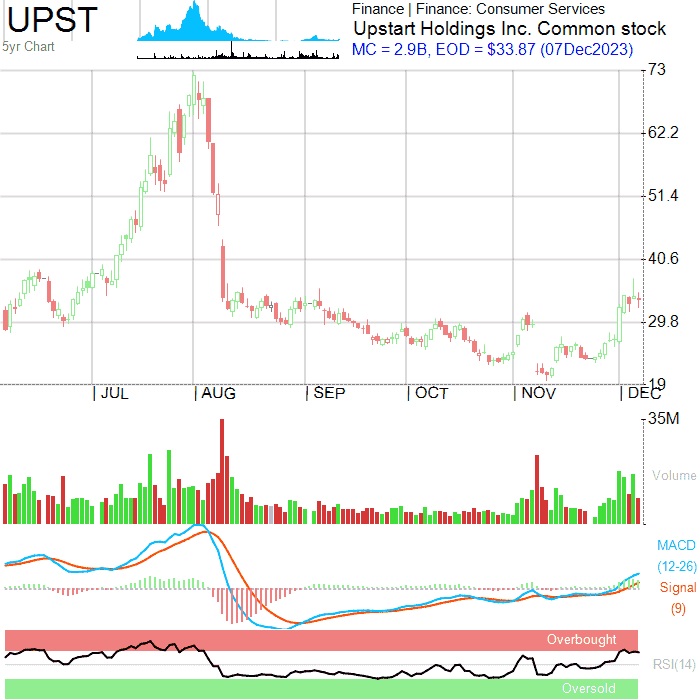 UPST
5yr Chart
Finance | Finance: Consumer Services
Upstart Holdings Inc. Common stock
MC = 2.9B, EOD = $33.87 (07Dec2023)
73
62.2
51.4
40.6
29.8
19
JUL AUG SEP OCT NOV DEC
35M
Volume
MACD
(12-26)
Signal
(9)
Overbought
RSI(14)
Oversold